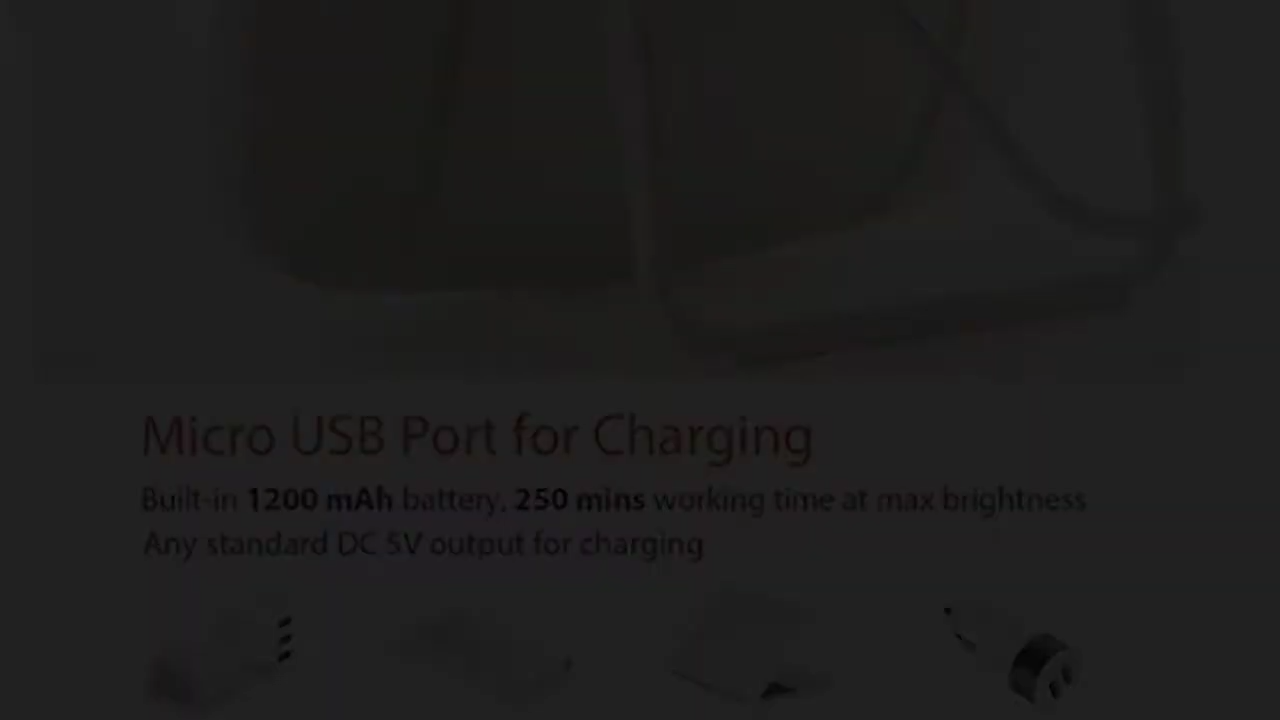 Micro USB Port for Charging
Built-in 1200 mAh battery, 250 mins working time at max brightness
Any standard DC 5V output for charging